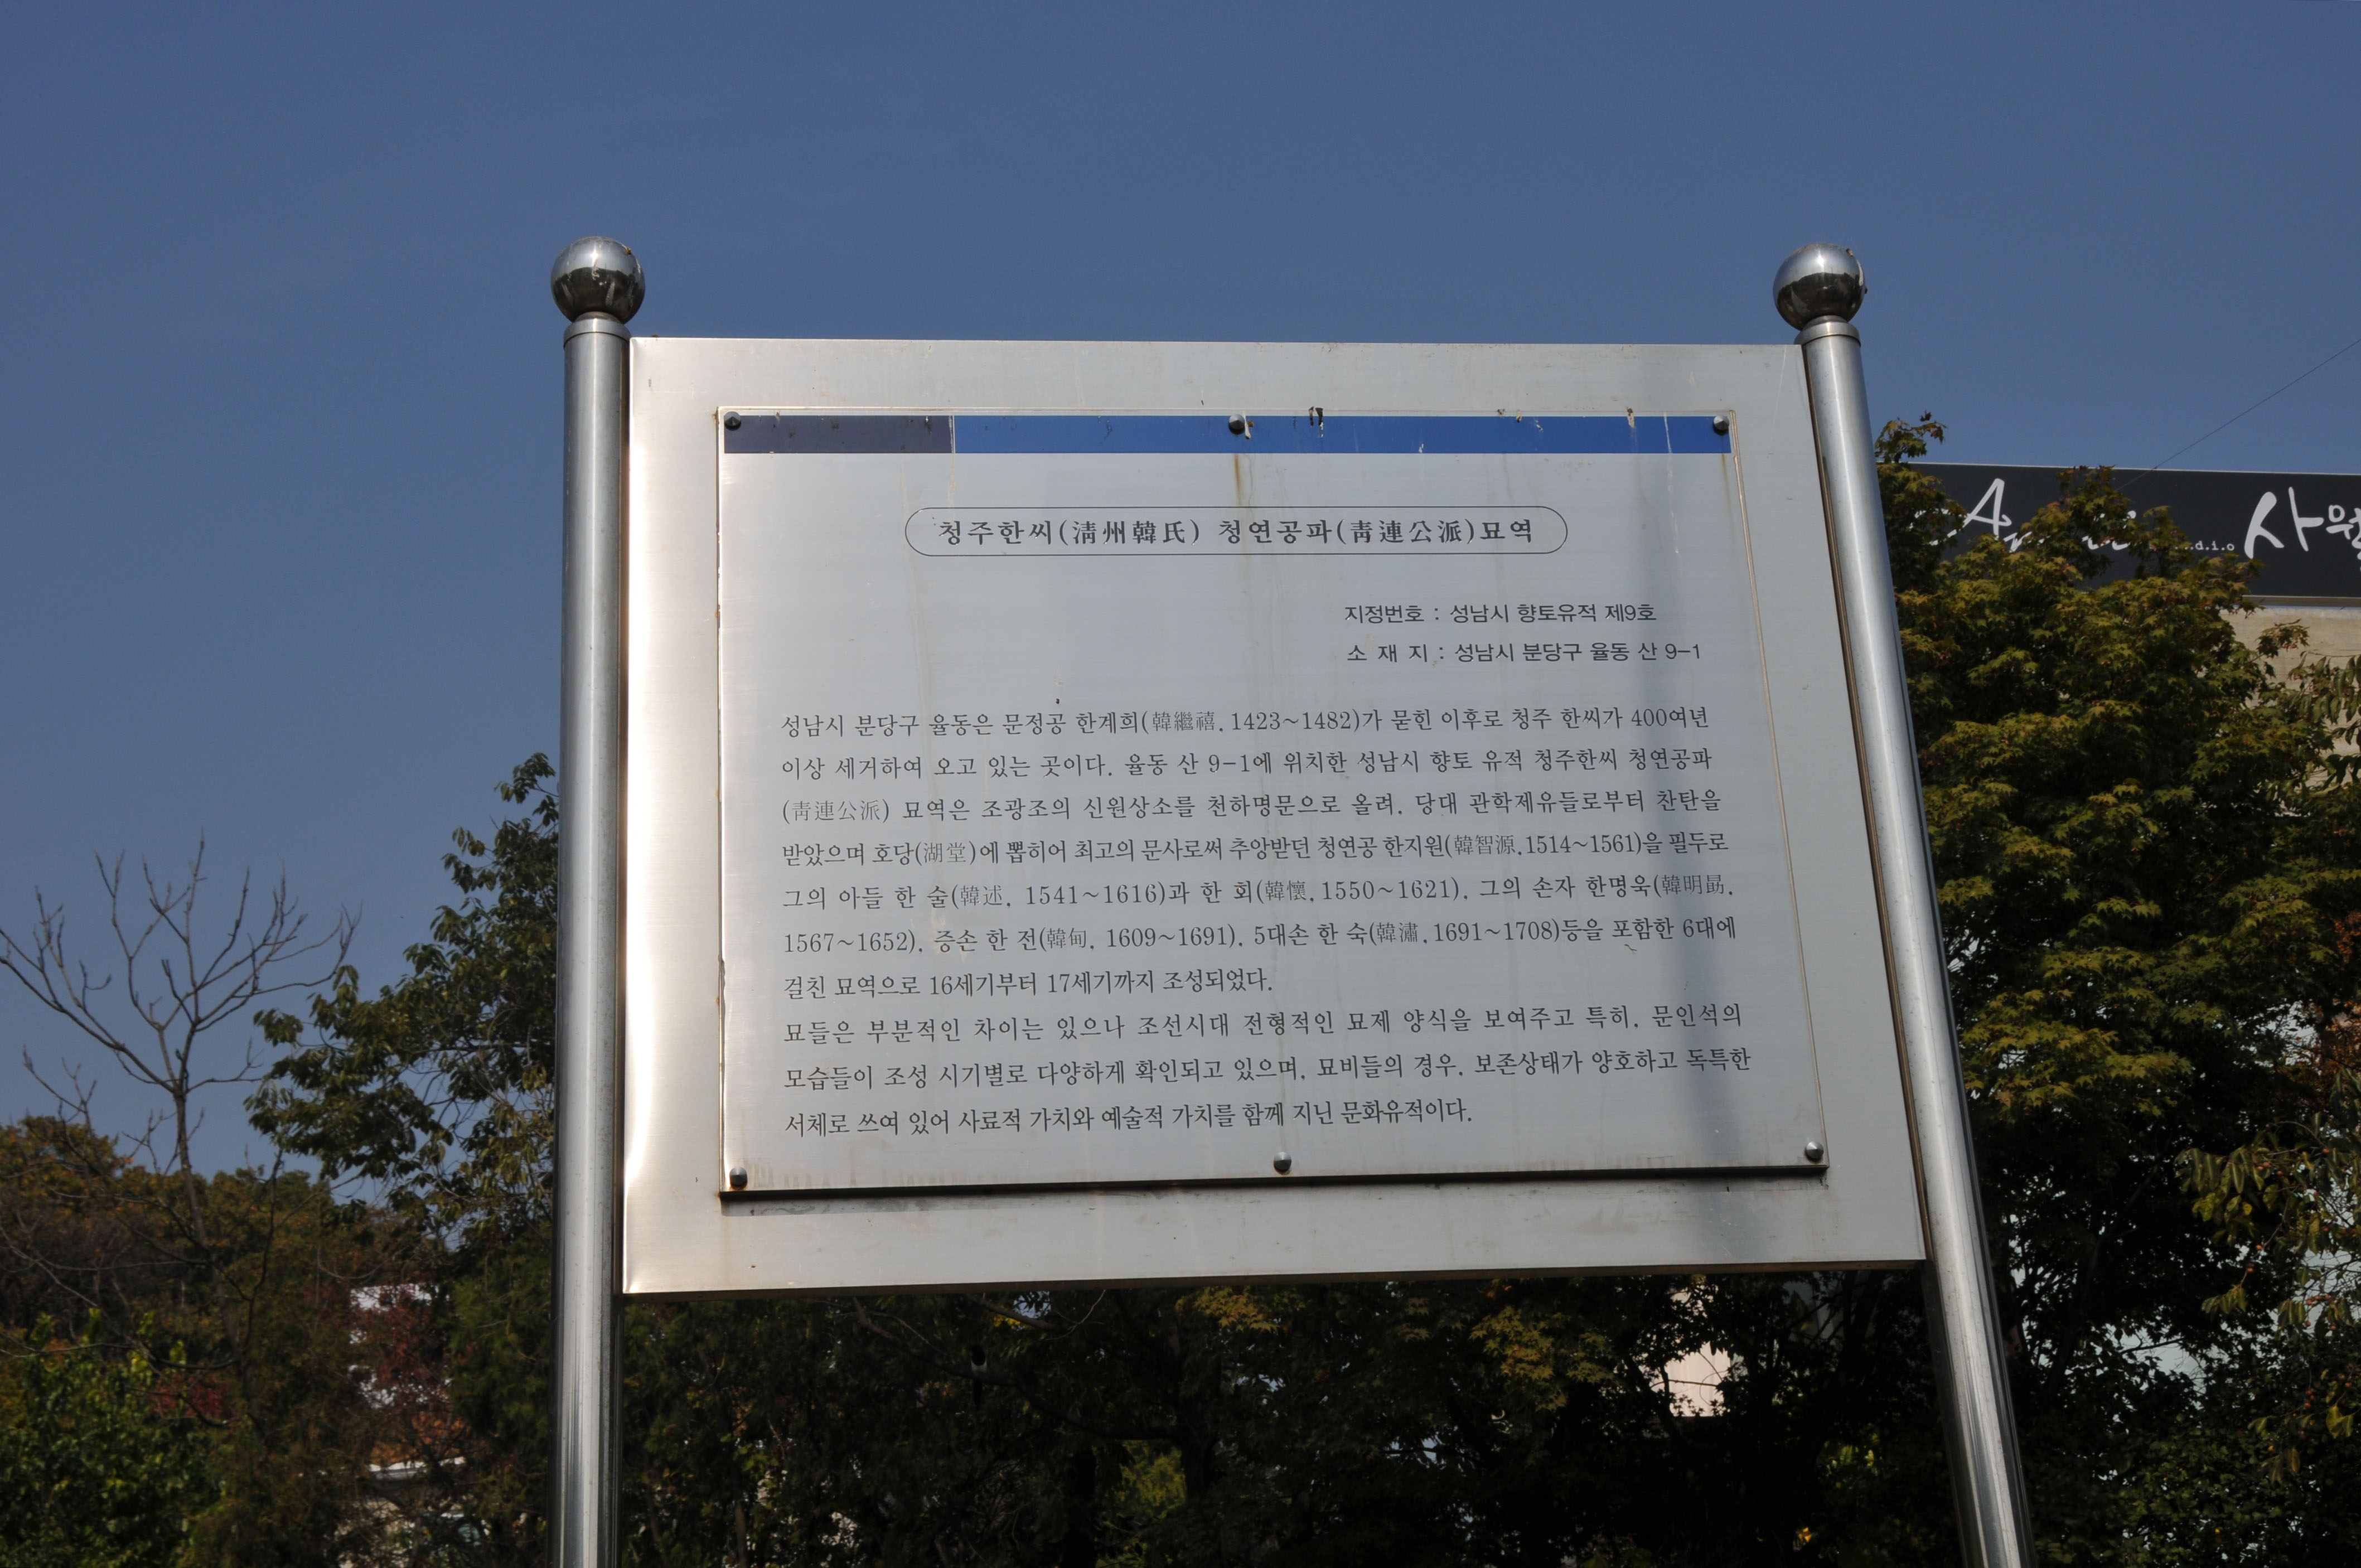 청주한씨(淸州韓氏) 청연공파(靑連公派)묘역
지정번호 : 성남시 향토유적 제9호
소 재 지 : 성남시 분당구 율동 산 9-1
성남시 분당구 율동은 문정공 한계희(韓繼禧, 1423~1482)가 묻힌 이후로 청주 한씨가 400여년
이상 세거하여 오고 있는 곳이다. 율동 산 9-1에 위치한 성남시 향토 유적 청주한씨 청연공파
(靑連公派) 묘역은 조광조의 신원상소를 천하명문으로 올려, 당대 관학제유들로부터 찬탄을
받았으며 호당(湖堂)에 뽑히어 최고의 문사로써 추앙받던 청연공 한지원(韓智源,1514~1561)을 필두로
그의 아들 한 술(韓述, 1541~1616)과 한 회(韓懷, 1550~1621), 그의 손자 한명욱(韓明勗,
1567~1652), 증손 한 전(韓甸, 1609~1691), 5대손 한 숙(韓潚, 1691~1708)등을 포함한 6대에
걸친 묘역으로 16세기부터 17세기까지 조성되었다.
묘들은 부분적인 차이는 있으나 조선시대 전형적인 묘제 양식을 보여주고 특히, 문인석의
모습들이 조성 시기별로 다양하게 확인되고 있으며, 묘비들의 경우, 보존상태가 양호하고 독특한
서체로 쓰여 있어 사료적 가치와 예술적 가치를 함께 지닌 문화유적이다.